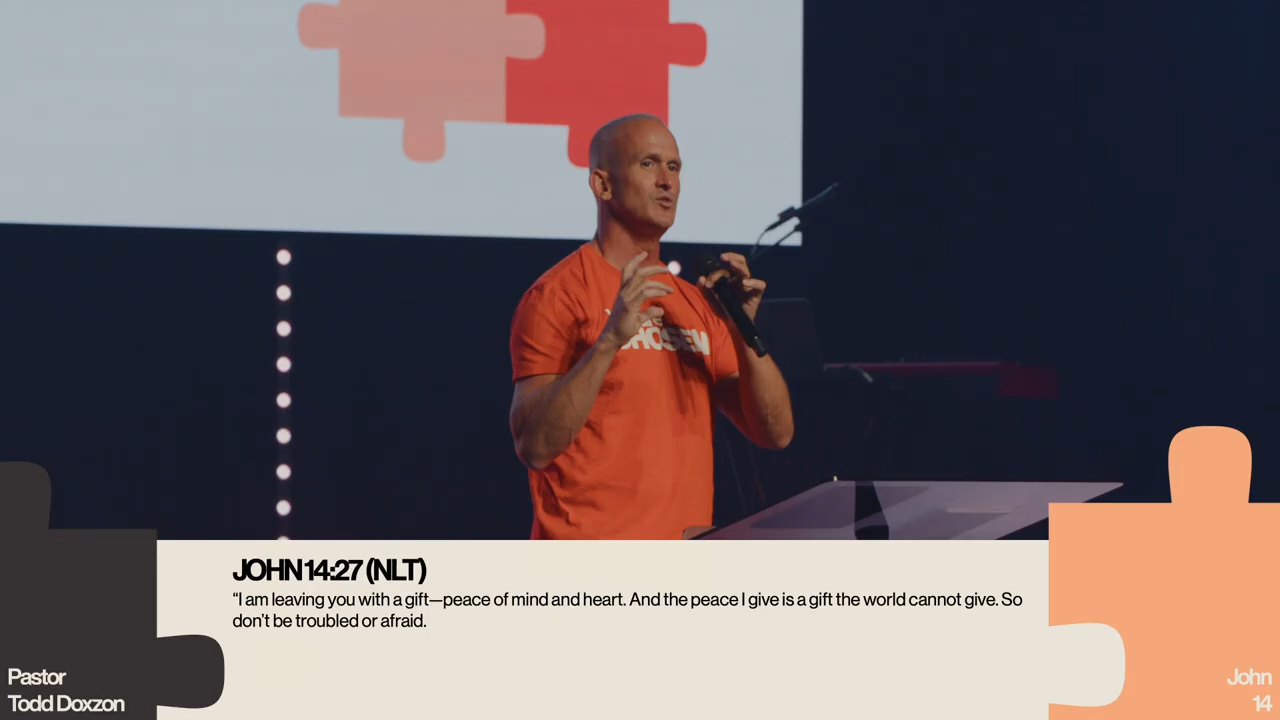 CHOSEN
JOHN 14:27 (NLT)
“I am leaving you with a gift—peace of mind and heart. And the peace I give is a gift the world cannot give. So
don’t be troubled or afraid.
Pastor
Todd Doxzon
John
14